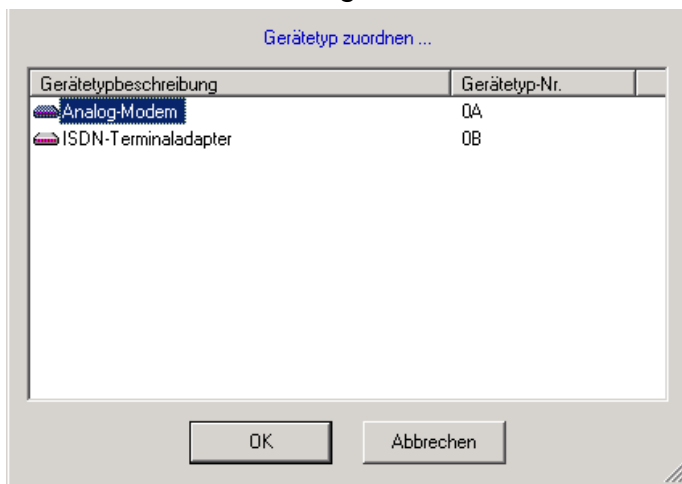 Gerätetyp zuordnen ...
Gerätetypbeschreibung Gerätetyp-Nr.
Analog-Modem 0A
ISDN-Terminaladapter 0B
OK Abbrechen